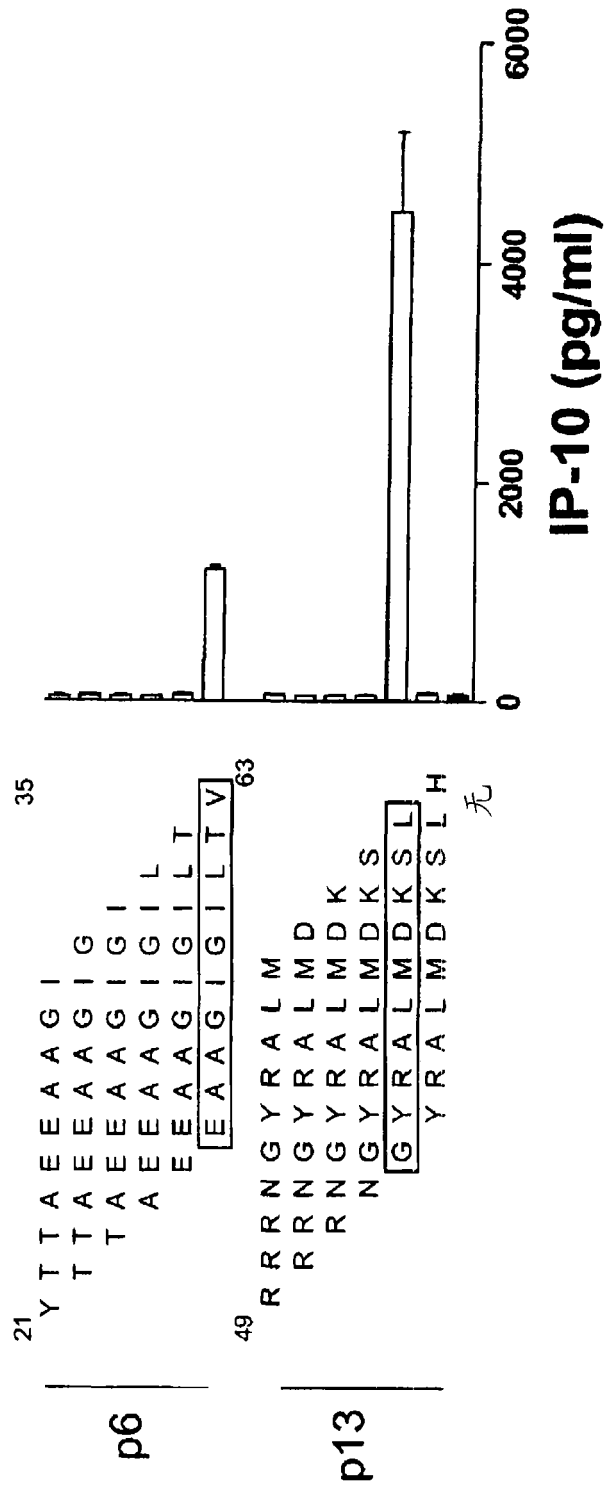 21 35
p6
Y T T A E E A A G I
T T A E E A A G I G
T A E E A A G I G I
A E E A A G I G I L
E E A A G I G I L T
E A A G I G I L T V
49 63
p13
R R R N G Y R A L M
R R N G Y R A L M D
R N G Y R A L M D K
N G Y R A L M D K S
G Y R A L M D K S L
Y R A L M D K S L H
无
0 2000 4000 6000
IP-10 (pg/ml)